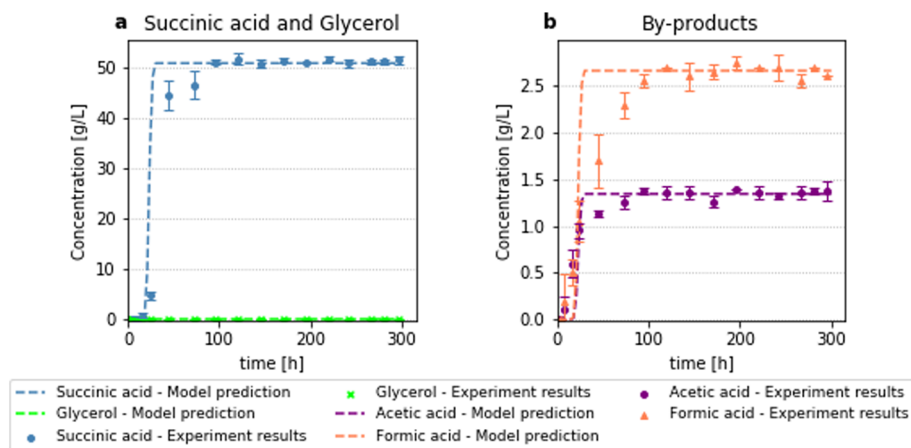 a Succinic acid and Glycerol
b By-products
Concentration [g/L]
50
40
30
20
10
0
0 100 200 300
time [h]
Concentration [g/L]
2.5
2.0
1.5
1.0
0.5
0.0
0 100 200 300
time [h]
Succinic acid - Model prediction
Glycerol - Model prediction
Succinic acid - Experiment results
Glycerol - Experiment results
Acetic acid - Model prediction
Formic acid - Model prediction
Acetic acid - Experiment results
Formic acid - Experiment results